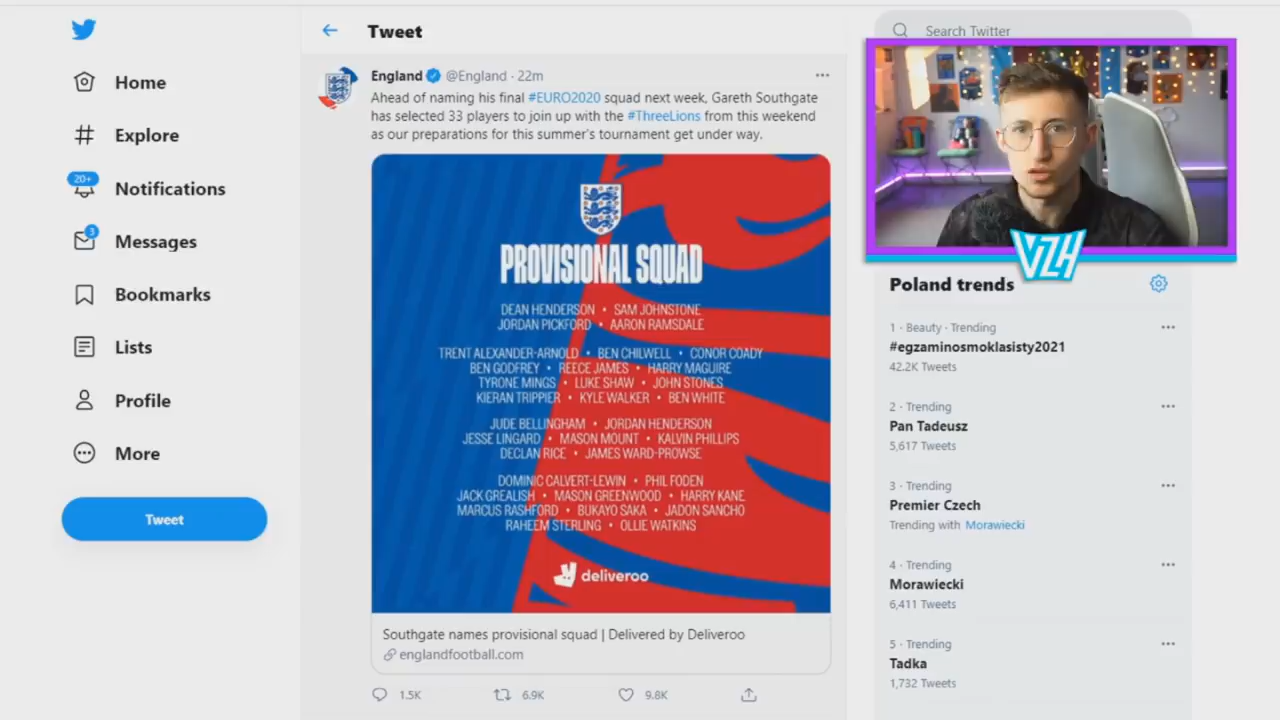 Home
Explore
20+
Notifications
3
Messages
Bookmarks
Lists
Profile
More
Tweet
Tweet
England @England · 22m
Ahead of naming his final #EURO2020 squad next week, Gareth Southgate
has selected 33 players to join up with the #ThreeLions from this weekend
as our preparations for this summer's tournament get under way.
PROVISIONAL SQUAD
DEAN HENDERSON • SAM JOHNSTONE
JORDAN PICKFORD • AARON RAMSDALE
TRENT ALEXANDER-ARNOLD • BEN CHILWELL • CONOR COADY
BEN GODFREY • REECE JAMES • HARRY MAGUIRE
TYRONE MINGS • LUKE SHAW • JOHN STONES
KIERAN TRIPPIER • KYLE WALKER • BEN WHITE
JUDE BELLINGHAM • JORDAN HENDERSON
JESSE LINGARD • MASON MOUNT • KALVIN PHILLIPS
DECLAN RICE • JAMES WARD-PROWSE
DOMINIC CALVERT-LEWIN • PHIL FODEN
JACK GREALISH • MASON GREENWOOD • HARRY KANE
MARCUS RASHFORD • BUKAYO SAKA • JADON SANCHO
RAHEEM STERLING • OLLIE WATKINS
deliveroo
Southgate names provisional squad | Delivered by Deliveroo
englandfootball.com
1.5K 6.9K 9.8K
Search Twitter
VZH
Poland trends
1 · Beauty · Trending
#egzaminosmoklasisty2021
42.2K Tweets
2 · Trending
Pan Tadeusz
5,617 Tweets
3 · Trending
Premier Czech
Trending with Morawiecki
4 · Trending
Morawiecki
6,411 Tweets
5 · Trending
Tadka
1,732 Tweets